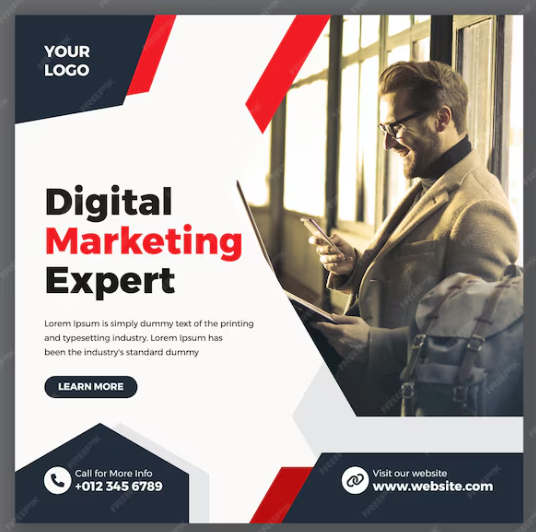 YOUR
LOGO
Digital
Marketing
Expert
Lorem Ipsum is simply dummy text of the printing
and typesetting industry. Lorem Ipsum has
been the industry's standard dummy
LEARN MORE
Call for More Info
+012 345 6789
Visit our website
www.website.com
FREEPIK